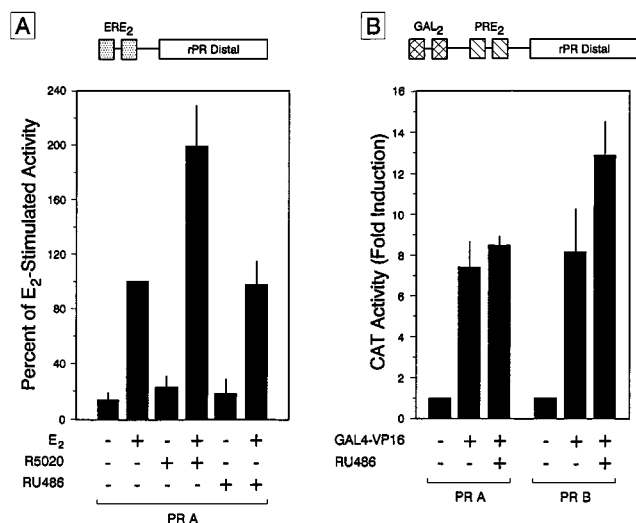 A
ERE2
rPR Distal
Percent of E2-Stimulated Activity
240
200
160
120
80
40
0
E2 - + - + - +
R5020 - - + + - -
RU486 - - - - + +
PR A
B
GAL2 PRE2
rPR Distal
CAT Activity (Fold Induction)
16
14
12
10
8
6
4
2
0
GAL4-VP16 - + + - + +
RU486 - - + - - +
PR A PR B